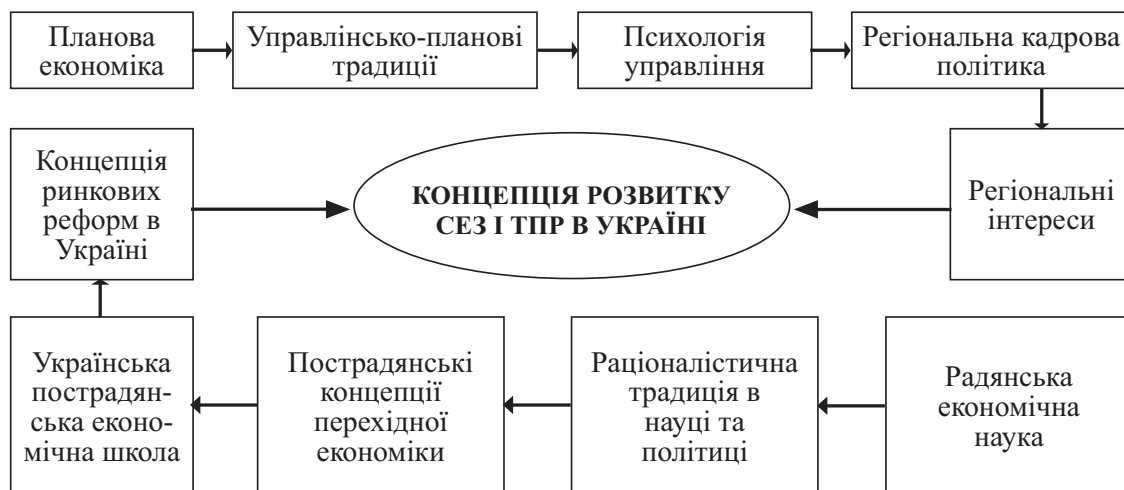 Планова
економіка
Управлінсько-планові
традиції
Психологія
управління
Регіональна кадрова
політика
Концепція
ринкових
реформ в
Україні
КОНЦЕПЦІЯ РОЗВИТКУ
СЕЗ І ТПР В УКРАЇНІ
Регіональні
інтереси
Українська
пострадян-
ська еконо-
мічна школа
Пострадянські
концепції
перехідної
економіки
Раціоналістична
традиція в
науці та
політиці
Радянська
економічна
наука